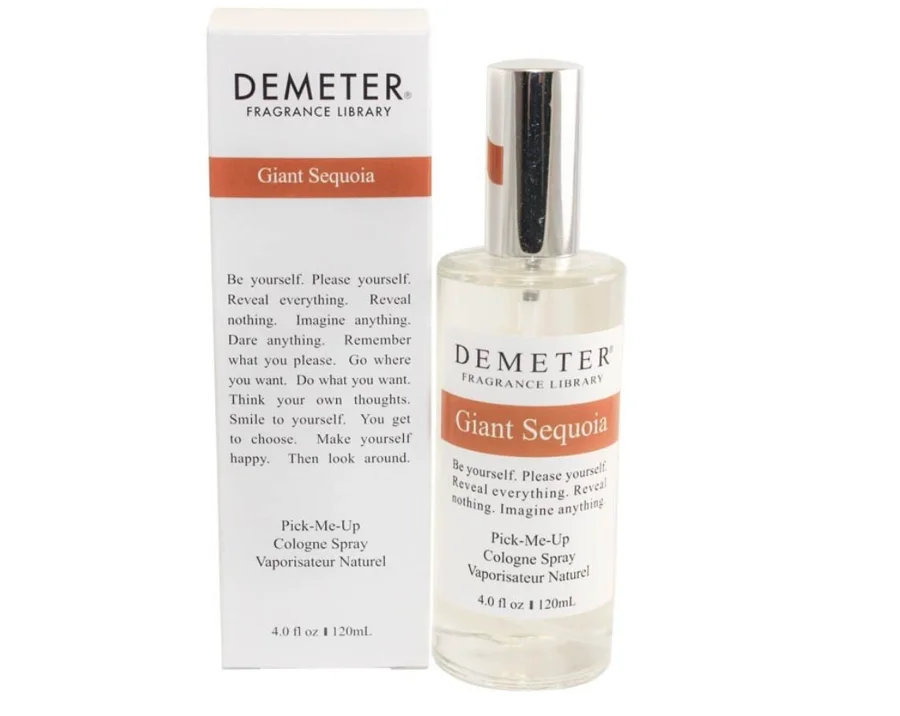 DEMETER®
FRAGRANCE LIBRARY
Giant Sequoia
Be yourself. Please yourself.
Reveal everything. Reveal
nothing. Imagine anything.
Dare anything. Remember
what you please. Go where
you want. Do what you want.
Think your own thoughts.
Smile to yourself. You get
to choose. Make yourself
happy. Then look around.
Pick-Me-Up
Cologne Spray
Vaporisateur Naturel
4.0 fl oz ▮ 120mL
DEMETER®
FRAGRANCE LIBRARY
Giant Sequoia
Be yourself. Please yourself.
Reveal everything. Reveal
nothing. Imagine anything.
Pick-Me-Up
Cologne Spray
Vaporisateur Naturel
4.0 fl oz ▮ 120mL